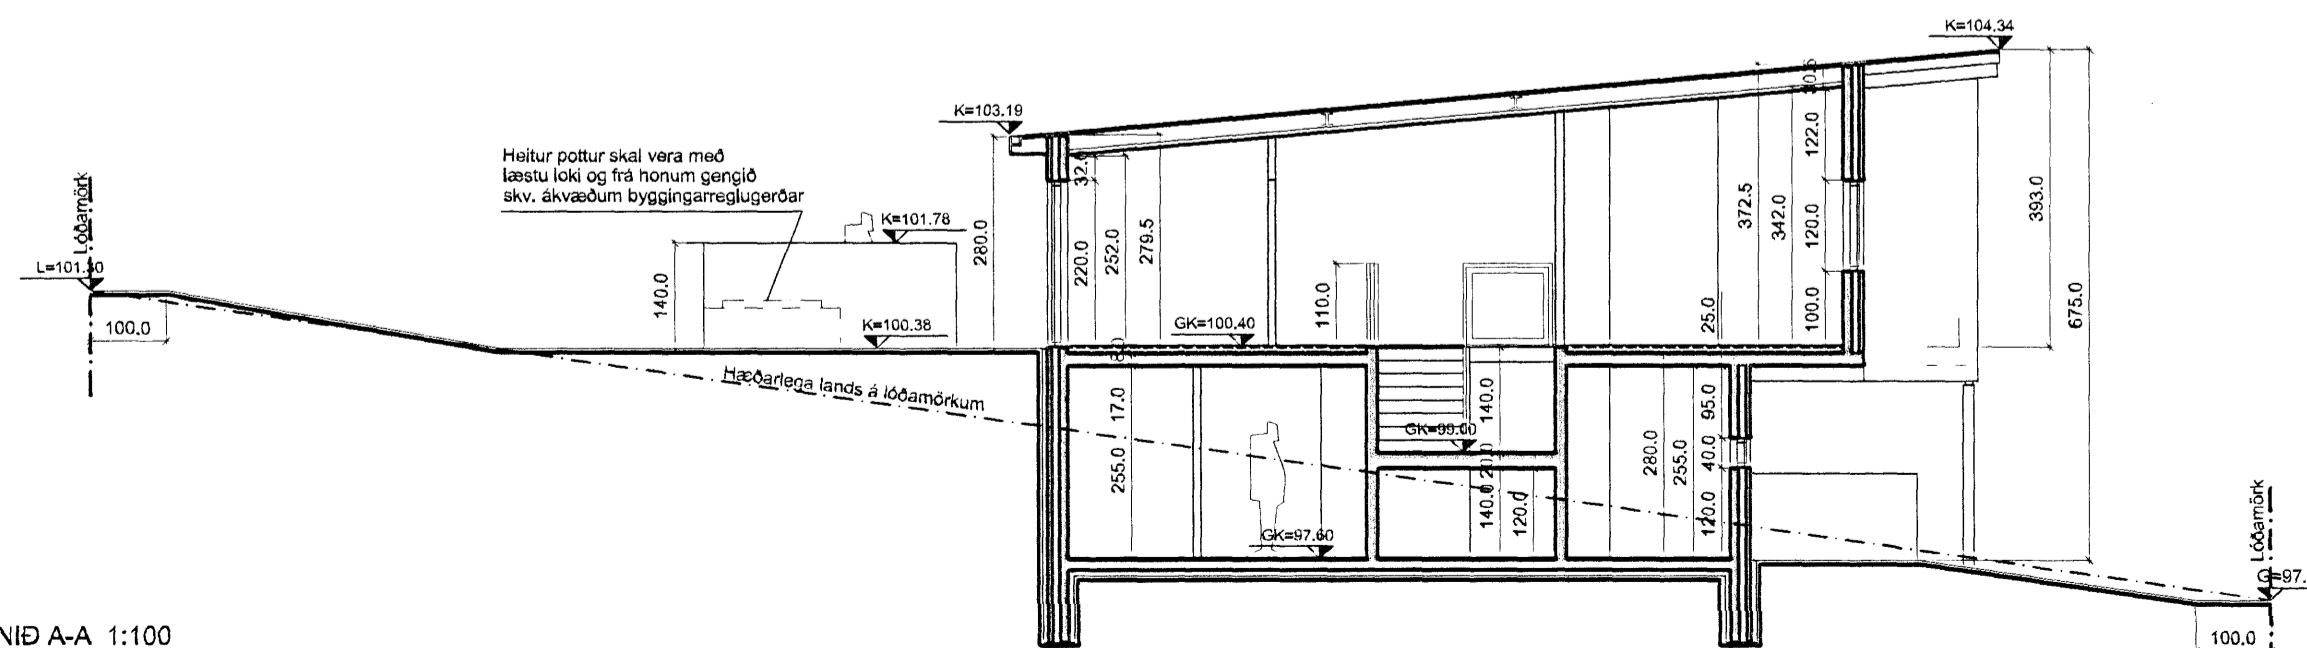 K=104.34
K=103.19
Heitur pottur skal vera með
læstu loki og frá honum gengið
skv. ákvæðum byggingarreglugerðar
K=101.78
Lóðamörk
100.0
140.0
K=100.38
280.0
220.0
252.0
279.5
GK=100.40
110.0
25.0
372.5
342.0
122.0
120.0
100.0
393.0
675.0
Hæðarlega lands á lóðamörkum
17.0
255.0
GK=97.60
140.0
GK=99.00
20.0
140.0
120.0
280.0
255.0
95.0
40.0
120.0
Lóðamörk
100.0
NIÐ A-A 1:100